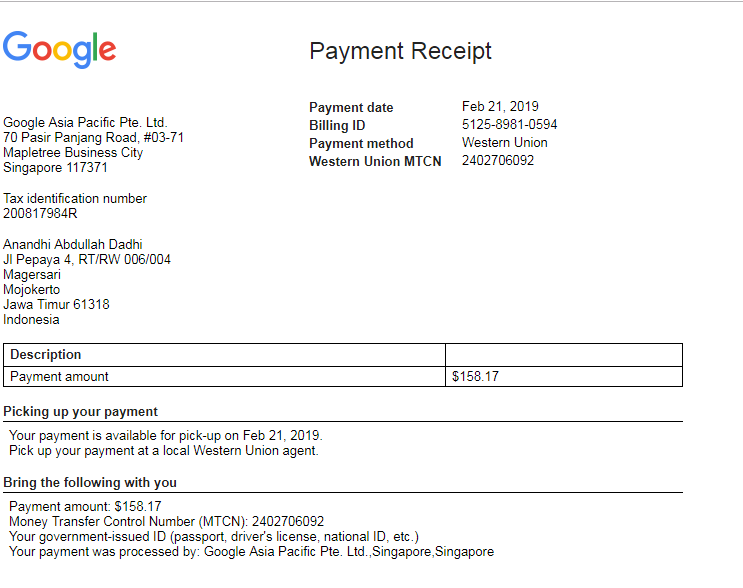 Google
Payment Receipt
Payment date Feb 21, 2019
Billing ID 5125-8981-0594
Payment method Western Union
Western Union MTCN 2402706092
Google Asia Pacific Pte. Ltd.
70 Pasir Panjang Road, #03-71
Mapletree Business City
Singapore 117371
Tax identification number
200817984R
Anandhi Abdullah Dadhi
Jl Pepaya 4, RT/RW 006/004
Magersari
Mojokerto
Jawa Timur 61318
Indonesia
Description
Payment amount $158.17
Picking up your payment
Your payment is available for pick-up on Feb 21, 2019.
Pick up your payment at a local Western Union agent.
Bring the following with you
Payment amount: $158.17
Money Transfer Control Number (MTCN): 2402706092
Your government-issued ID (passport, driver's license, national ID, etc.)
Your payment was processed by: Google Asia Pacific Pte. Ltd.,Singapore,Singapore